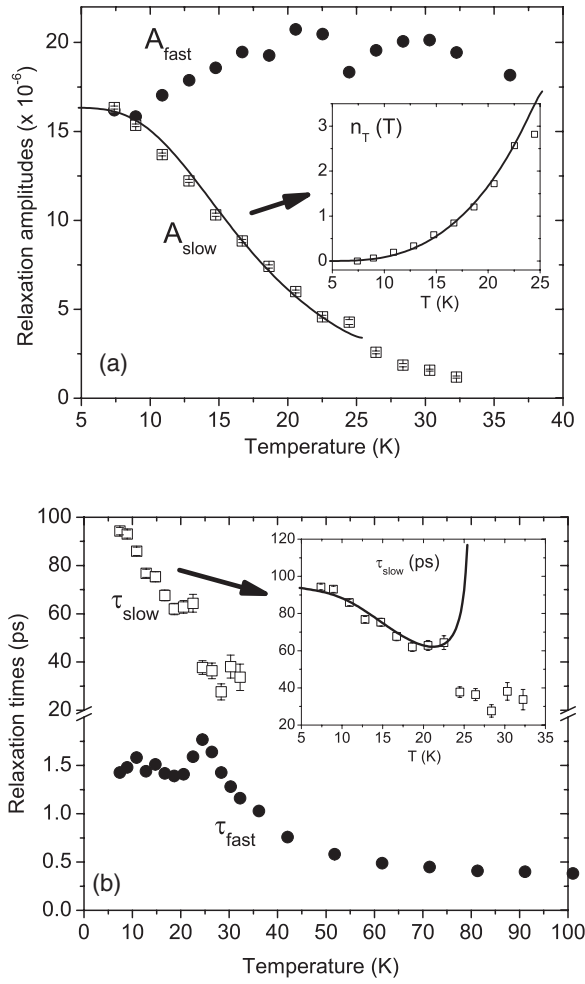 A_fast
A_slow
Relaxation amplitudes (x 10^-6)
20
15
10
5
0
(a)
5 10 15 20 25 30 35 40
Temperature (K)
n_T (T)
3
2
1
0
5 10 15 20 25
T (K)
100
80
60
40
20
1.5
1.0
0.5
0.0
Relaxation times (ps)
τ_slow
τ_fast
(b)
0 10 20 30 40 50 60 70 80 90 100
Temperature (K)
τ_slow (ps)
120
100
80
60
40
20
5 10 15 20 25 30 35
T (K)